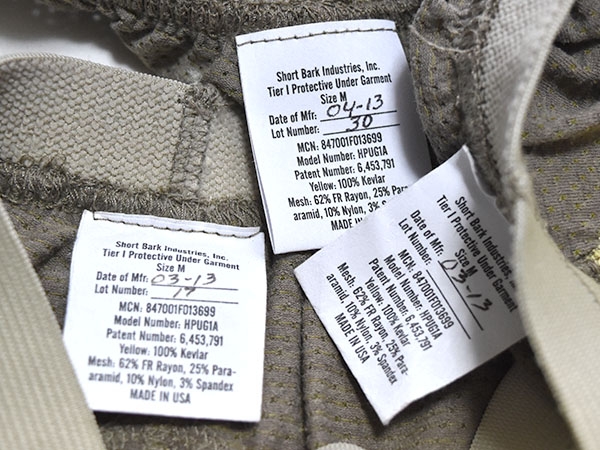 Short Bark Industries, Inc.
Tier I Protective Under Garment
Size M
Date of Mfr: 04-13
Lot Number: 30
MCN: 847001F013699
Model Number: HPUG1A
Patent Number: 6,453,791
Yellow: 100% Kevlar
Mesh: 62% FR Rayon, 25% Para-
aramid, 10% Nylon, 3%
Short Bark Industries, Inc.
Tier I Protective Under Garment
Size M
Date of Mfr: 03-13
Lot Number: 17
MCN: 847001F013699
Model Number: HPUG1A
Patent Number: 6,453,791
Yellow: 100% Kevlar
Mesh: 62% FR Rayon, 25% Para-
aramid, 10% Nylon, 3% Spandex
MADE IN USA
Short Bark Industries, Inc.
Tier I Protective Under Garment
Size M
Date of Mfr: 03-13
Lot Number:
MCN: 847001F013699
Model Number: HPUG1A
Patent Number: 6,453,791
Yellow: 100% Kevlar
Mesh: 62% FR Rayon, 25% Para-
aramid, 10% Nylon, 3% Spandex
MADE IN USA